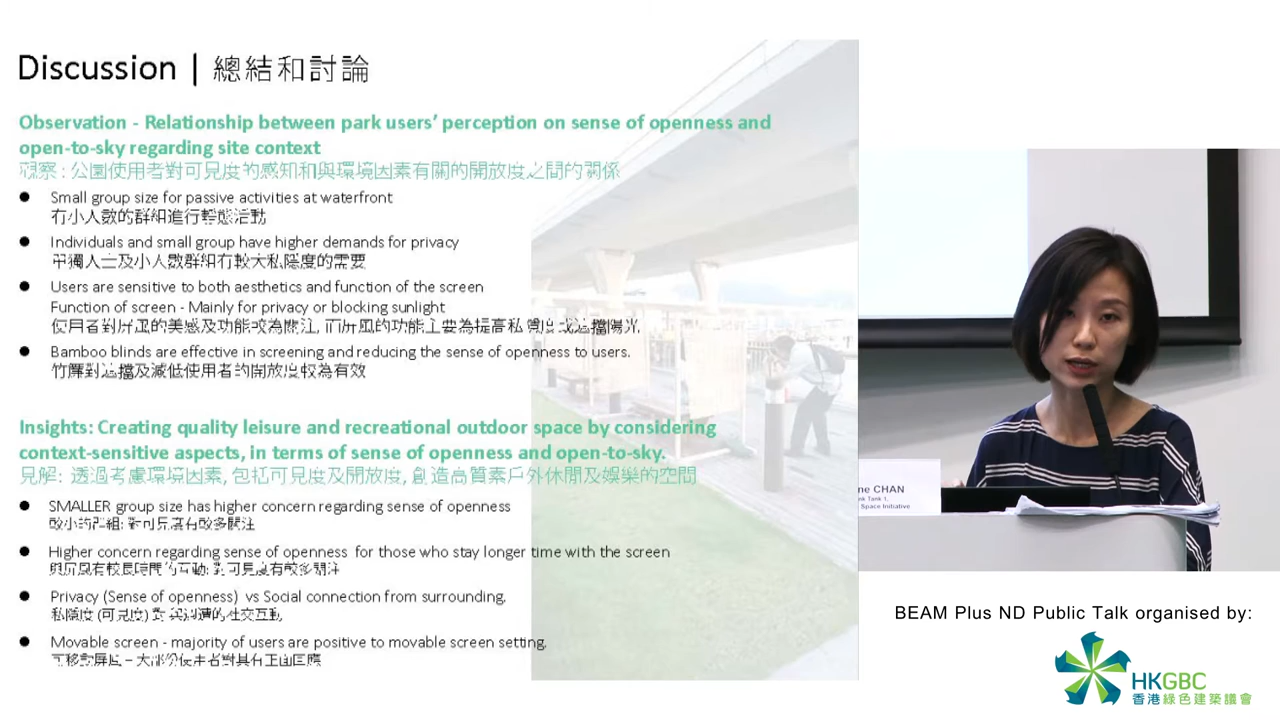 Discussion | 總結和討論
Observation - Relationship between park users' perception on sense of openness and
open-to-sky regarding site context
觀察 : 公園使用者對可見度的感知和與環境因素有關的開放度之間的關係
Small group size for passive activities at waterfront
有小人數的群組進行靜態活動
Individuals and small group have higher demands for privacy
單獨人士及小人數群組有較大私隱度的需要
Users are sensitive to both aesthetics and function of the screen
Function of screen - Mainly for privacy or blocking sunlight
使用者對屏風的美感及功能較為關注, 而屏風的功能主要為提高私隱度或遮擋陽光
Bamboo blinds are effective in screening and reducing the sense of openness to users.
竹簾對遮擋及減低使用者的開放度較為有效
Insights: Creating quality leisure and recreational outdoor space by considering
context-sensitive aspects, in terms of sense of openness and open-to-sky.
見解: 透過考慮環境因素, 包括可見度及開放度, 創造高質素戶外休閒及娛樂的空間
SMALLER group size has higher concern regarding sense of openness
較小的群組: 對可見度有較多關注
Higher concern regarding sense of openness for those who stay longer time with the screen
與屏風有較長時間的互動: 對可見度有較多關注
Privacy (Sense of openness) vs Social connection from surrounding.
私隱度 (可見度) 對 與周遭的社交互動
Movable screen - majority of users are positive to movable screen setting.
可移動屏風 – 大部份使用者對其有正面回應
ne CHAN
nk Tank 1,
Space Initiative
BEAM Plus ND Public Talk organised by:
HKGBC
香港綠色建築議會